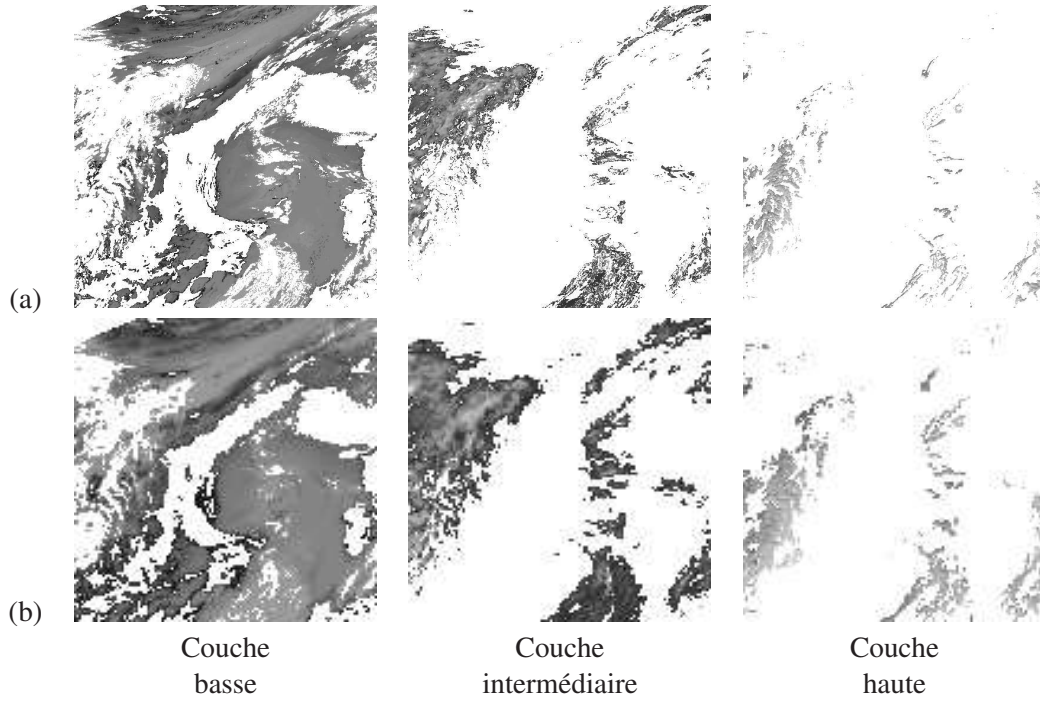 (a)
(b)
Couche
basse
Couche
intermédiaire
Couche
haute